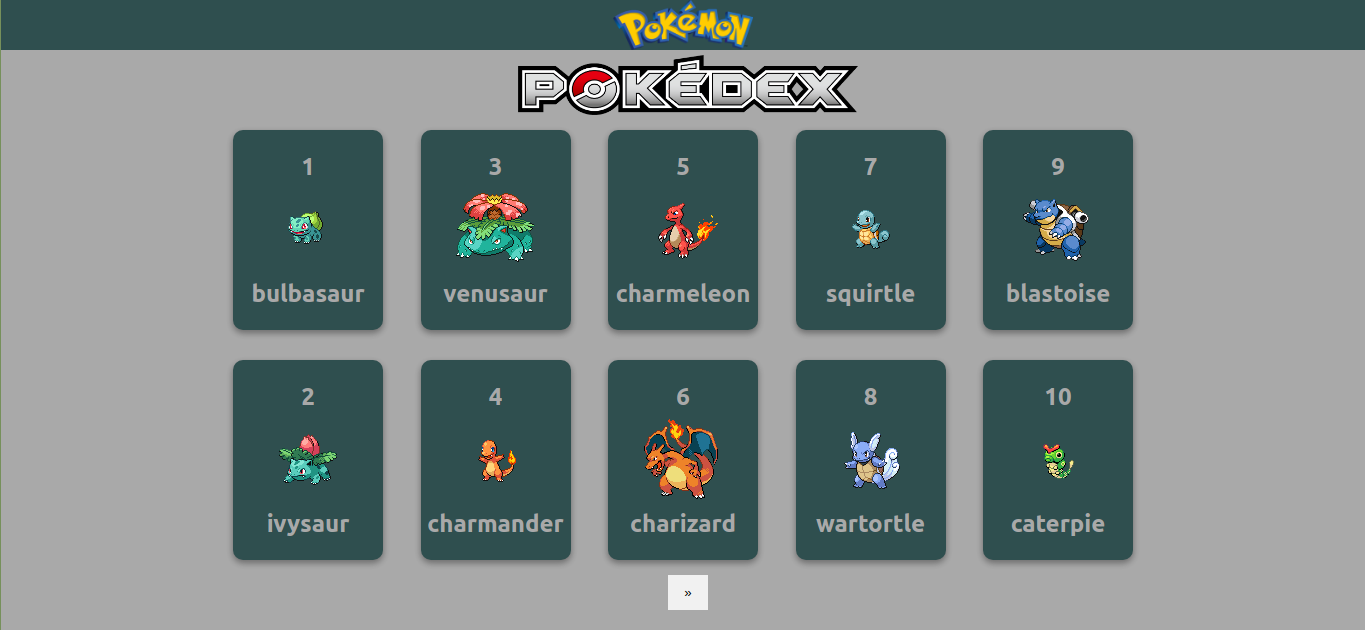 POKéMON
POKÉDEX
1
3
5
7
9
bulbasaur
venusaur
charmeleon
squirtle
blastoise
2
4
6
8
10
ivysaur
charmander
charizard
wartortle
caterpie
»